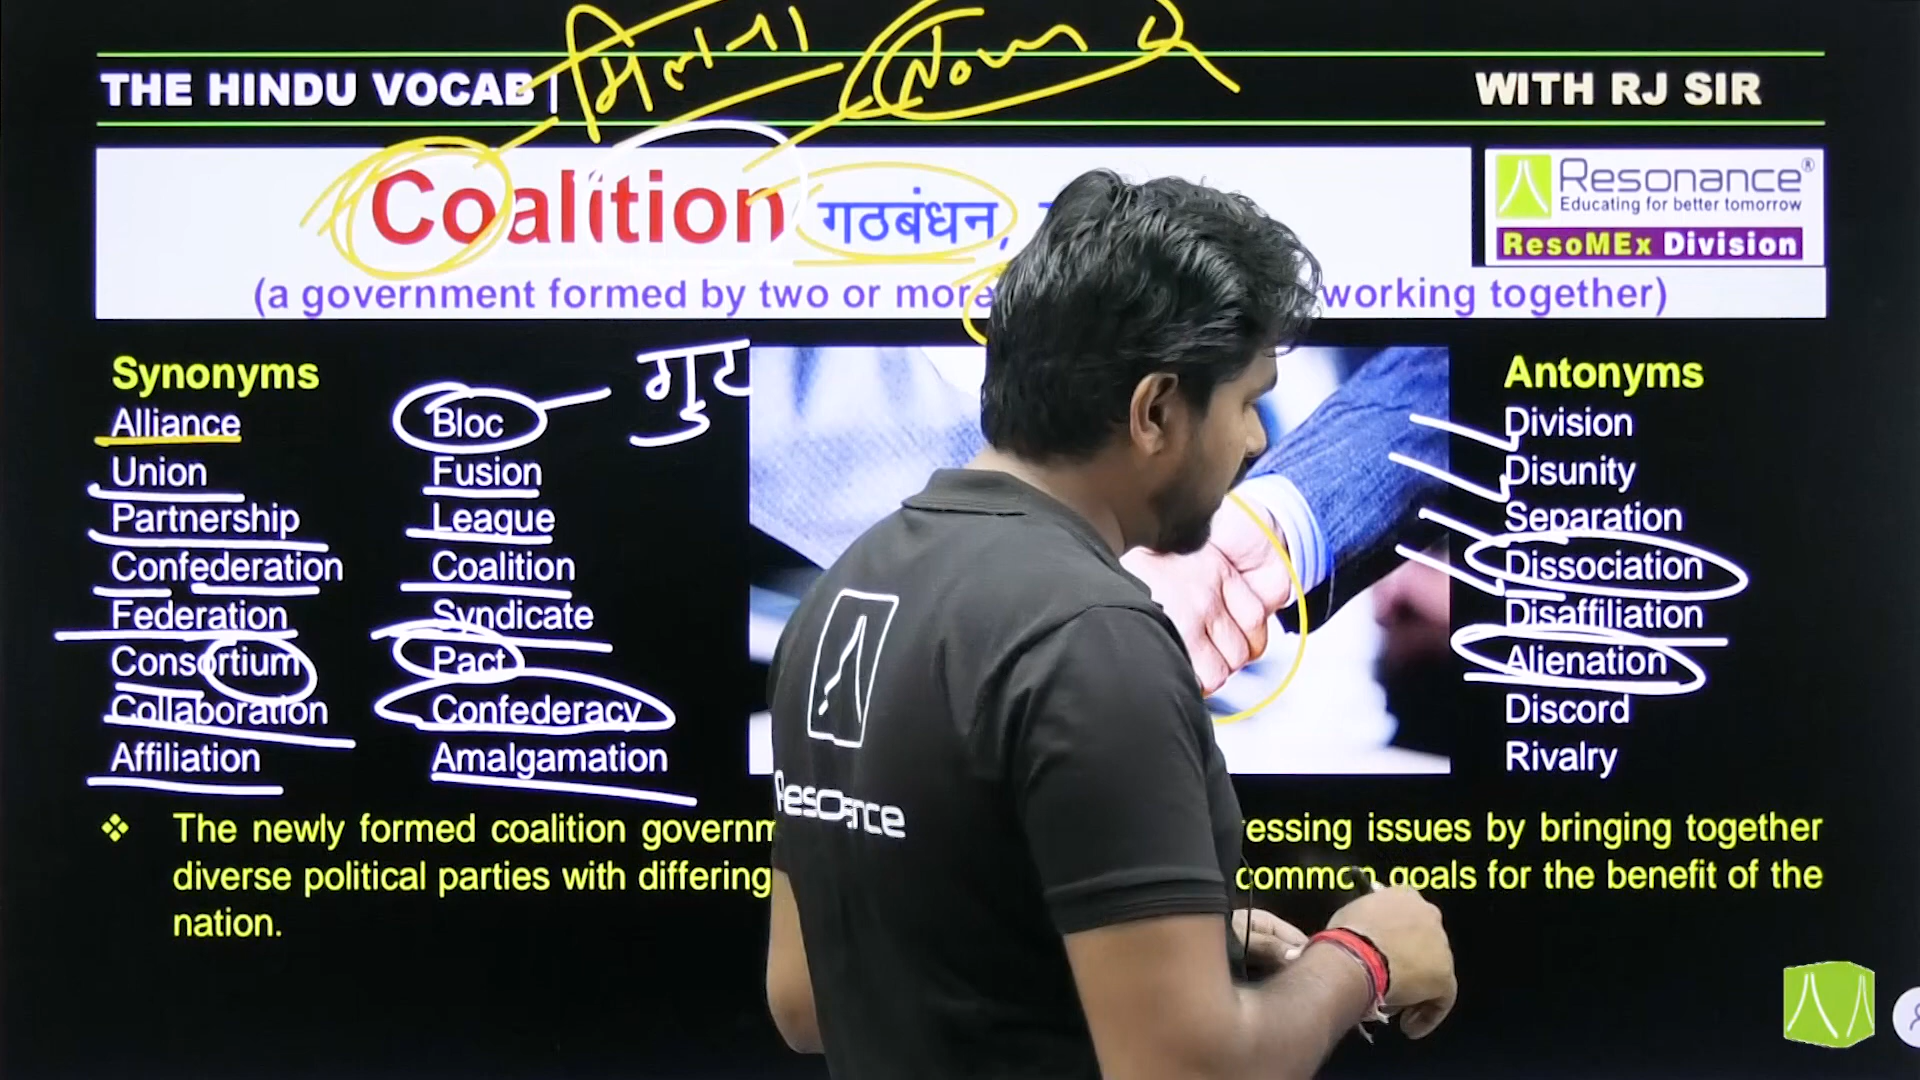 मिलाना
Noun
THE HINDU VOCAB |
WITH RJ SIR
Coalition गठबंधन,
(a government formed by two or more working together)
Resonance®
Educating for better tomorrow
ResoMEx Division
Synonyms
Alliance
Union
Partnership
Confederation
Federation
Consortium
Collaboration
Affiliation
Bloc
गुट
Fusion
League
Coalition
Syndicate
Pact
Confederacy
Amalgamation
Antonyms
Division
Disunity
Separation
Dissociation
Disaffiliation
Alienation
Discord
Rivalry
Resonance
❖ The newly formed coalition ressing issues by bringing together
diverse political parties with differing common goals for the benefit of the
nation.